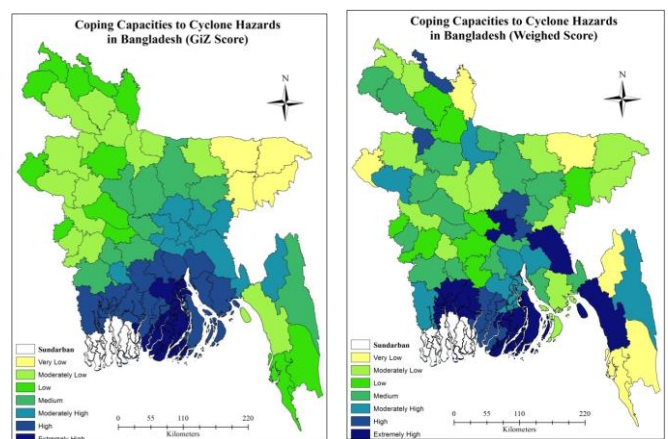 Coping Capacities to Cyclone Hazards
in Bangladesh (GiZ Score)
N
Sundarban
Very Low
Moderately Low
Low
Medium
Moderately High
High
Extremely High
0 55 110 220
Kilometers
Coping Capacities to Cyclone Hazards
in Bangladesh (Weighed Score)
N
Sundarban
Very Low
Moderately Low
Low
Medium
Moderately High
High
Extremely High
0 55 110 220
Kilometers